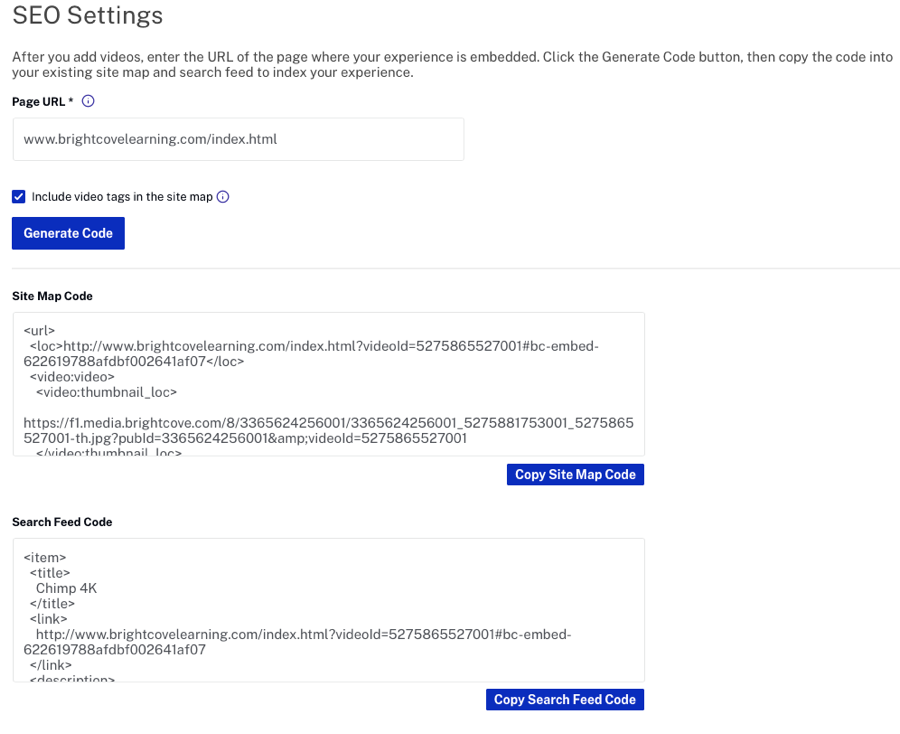 SEO Settings
After you add videos, enter the URL of the page where your experience is embedded. Click the Generate Code button, then copy the code into
your existing site map and search feed to index your experience.
Page URL *
www.brightcovelearning.com/index.html
Include video tags in the site map
Generate Code
Site Map Code
<url>
<loc>http://www.brightcovelearning.com/index.html?videoId=5275865527001#bc-embed-
622619788afdbf002641af07</loc>
<video:video>
<video:thumbnail_loc>
https://f1.media.brightcove.com/8/3365624256001/3365624256001_5275881753001_5275865
527001-th.jpg?pubId=3365624256001&amp;videoId=5275865527001
</video:thumbnail_loc>
Copy Site Map Code
Search Feed Code
<item>
<title>
Chimp 4K
</title>
<link>
http://www.brightcovelearning.com/index.html?videoId=5275865527001#bc-embed-
622619788afdbf002641af07
</link>
<description>
Copy Search Feed Code